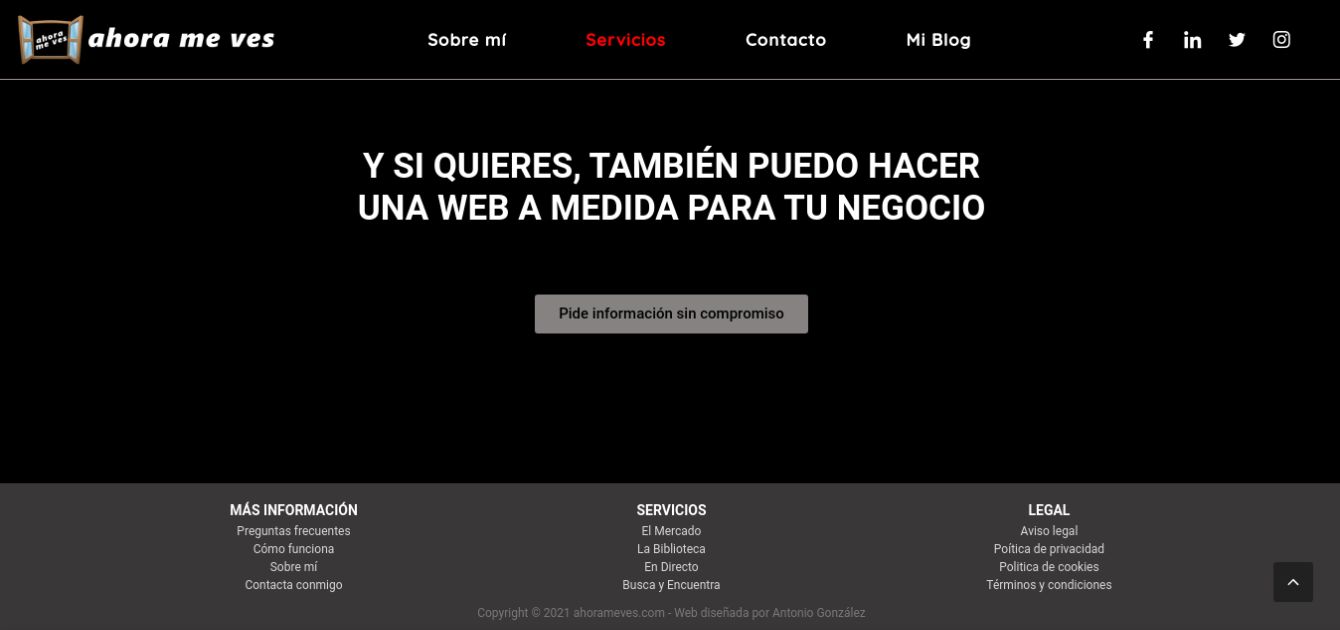 ahora me ves
ahora me ves
Sobre mí
Servicios
Contacto
Mi Blog
Y SI QUIERES, TAMBIÉN PUEDO HACER
UNA WEB A MEDIDA PARA TU NEGOCIO
Pide información sin compromiso
MÁS INFORMACIÓN
Preguntas frecuentes
Cómo funciona
Sobre mí
Contacta conmigo
SERVICIOS
El Mercado
La Biblioteca
En Directo
Busca y Encuentra
LEGAL
Aviso legal
Poítica de privacidad
Politica de cookies
Términos y condiciones
Copyright © 2021 ahorameves.com - Web diseñada por Antonio González